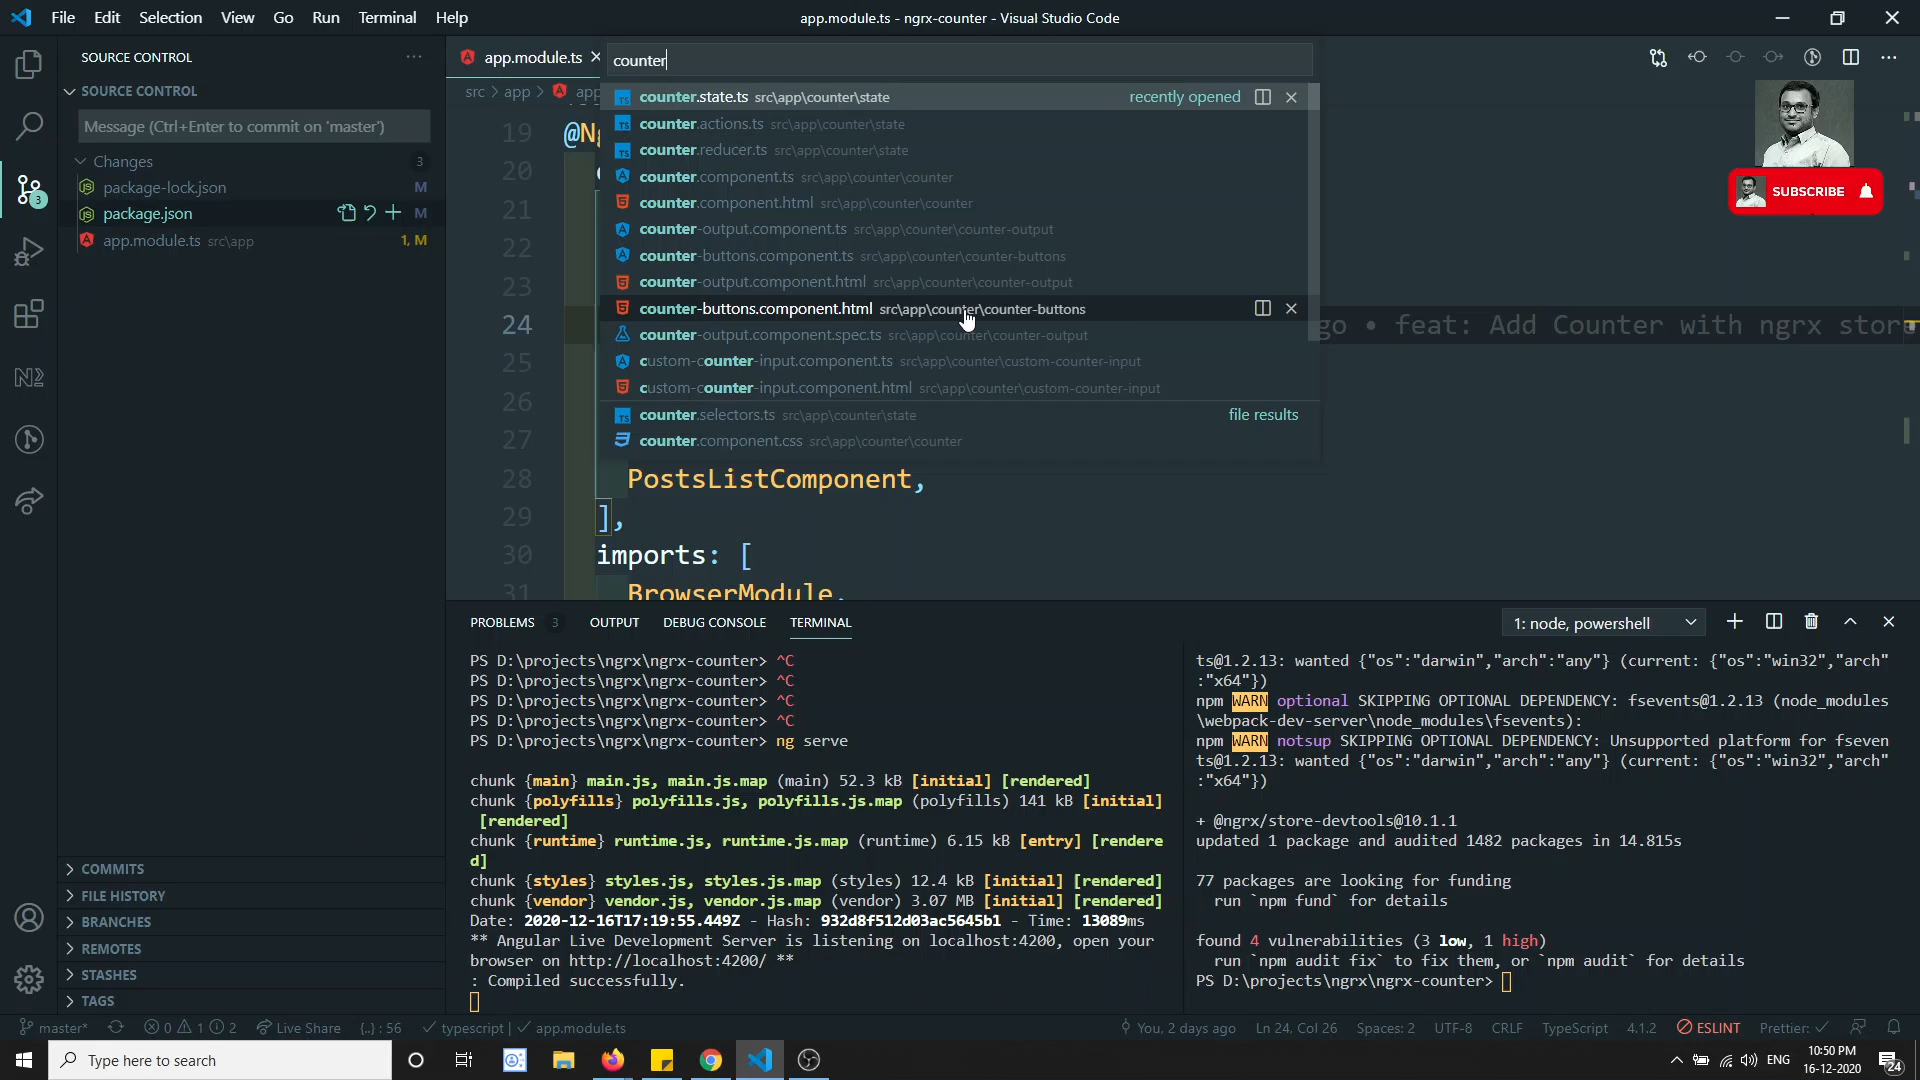 File Edit Selection View Go Run Terminal Help
app.module.ts - ngrx-counter - Visual Studio Code
SOURCE CONTROL
SOURCE CONTROL
Message (Ctrl+Enter to commit on 'master')
Changes 3
package-lock.json M
package.json M
app.module.ts src\app 1, M
3
COMMITS
FILE HISTORY
BRANCHES
REMOTES
STASHES
TAGS
app.module.ts
src > app > app
counter
counter.state.ts src\app\counter\state recently opened
counter.actions.ts src\app\counter\state
counter.reducer.ts src\app\counter\state
counter.component.ts src\app\counter\counter
counter.component.html src\app\counter\counter
counter-output.component.ts src\app\counter\counter-output
counter-buttons.component.ts src\app\counter\counter-buttons
counter-output.component.html src\app\counter\counter-output
counter-buttons.component.html src\app\counter\counter-buttons
counter-output.component.spec.ts src\app\counter\counter-output
custom-counter-input.component.ts src\app\counter\custom-counter-input
custom-counter-input.component.html src\app\counter\custom-counter-input
counter.selectors.ts src\app\counter\state file results
counter.component.css src\app\counter\counter
SUBSCRIBE
19 @Ng
20
21
22
23
24 go • feat: Add Counter with ngrx store
25
26
27
28 PostsListComponent,
29 ],
30 imports: [
31 BrowserModule,
PROBLEMS 3 OUTPUT DEBUG CONSOLE TERMINAL
1: node, powershell
PS D:\projects\ngrx\ngrx-counter> ^C
PS D:\projects\ngrx\ngrx-counter> ^C
PS D:\projects\ngrx\ngrx-counter> ^C
PS D:\projects\ngrx\ngrx-counter> ^C
PS D:\projects\ngrx\ngrx-counter> ng serve
chunk {main} main.js, main.js.map (main) 52.3 kB [initial] [rendered]
chunk {polyfills} polyfills.js, polyfills.js.map (polyfills) 141 kB [initial]
[rendered]
chunk {runtime} runtime.js, runtime.js.map (runtime) 6.15 kB [entry] [rendere
d]
chunk {styles} styles.js, styles.js.map (styles) 12.4 kB [initial] [rendered]
chunk {vendor} vendor.js, vendor.js.map (vendor) 3.07 MB [initial] [rendered]
Date: 2020-12-16T17:19:55.449Z - Hash: 932d8f512d03ac5645b1 - Time: 13089ms
** Angular Live Development Server is listening on localhost:4200, open your
browser on http://localhost:4200/ **
: Compiled successfully.
ts@1.2.13: wanted {"os":"darwin","arch":"any"} (current: {"os":"win32","arch"
:"x64"})
npm WARN optional SKIPPING OPTIONAL DEPENDENCY: fsevents@1.2.13 (node_modules
\webpack-dev-server\node_modules\fsevents):
npm WARN notsup SKIPPING OPTIONAL DEPENDENCY: Unsupported platform for fseven
ts@1.2.13: wanted {"os":"darwin","arch":"any"} (current: {"os":"win32","arch"
:"x64"})
+ @ngrx/store-devtools@10.1.1
updated 1 package and audited 1482 packages in 14.815s
77 packages are looking for funding
run `npm fund` for details
found 4 vulnerabilities (3 low, 1 high)
run `npm audit fix` to fix them, or `npm audit` for details
PS D:\projects\ngrx\ngrx-counter>
master* 0 1 2 Live Share {..} : 56 typescript | app.module.ts
You, 2 days ago Ln 24, Col 26 Spaces: 2 UTF-8 CRLF TypeScript 4.1.2 ESLINT Prettier:
Type here to search
ENG 10:50 PM
16-12-2020 24